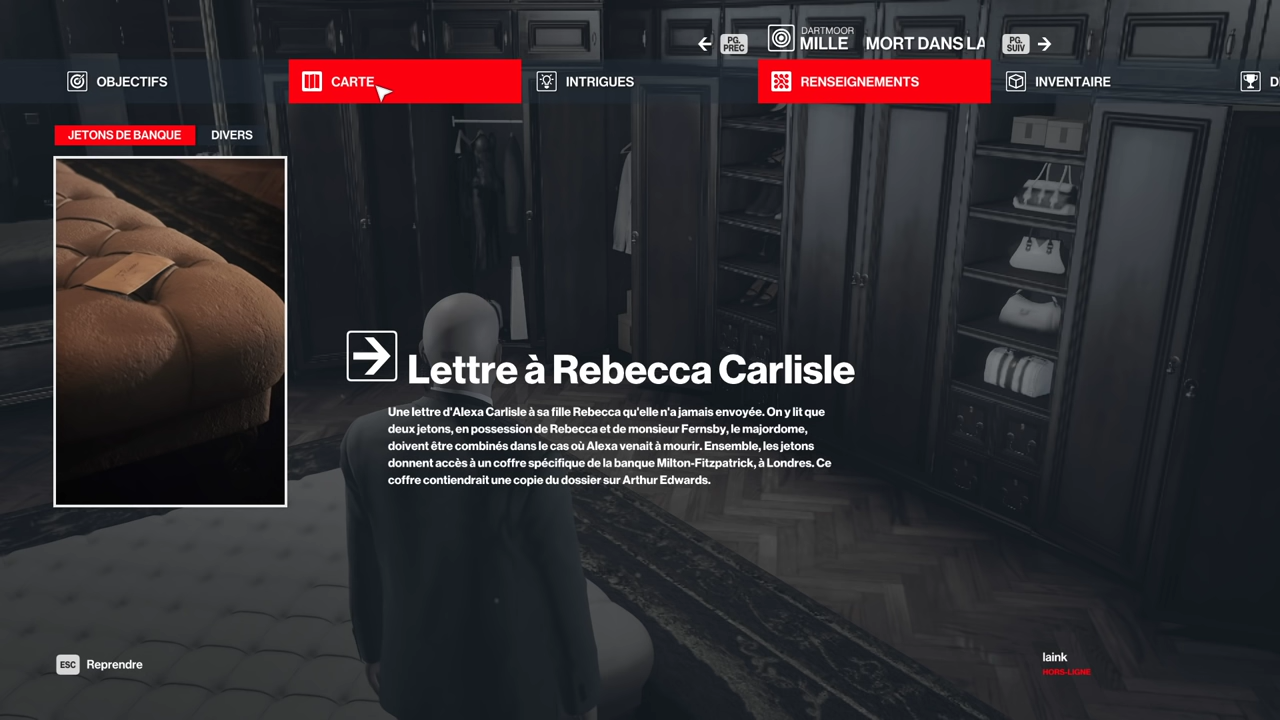 PG. PREC
DARTMOOR
MILLE MORT DANS LA
PG. SUIV
OBJECTIFS
CARTE
INTRIGUES
RENSEIGNEMENTS
INVENTAIRE
D
JETONS DE BANQUE
DIVERS
Lettre à Rebecca Carlisle
Une lettre d'Alexa Carlisle à sa fille Rebecca qu'elle n'a jamais envoyée. On y lit que
deux jetons, en possession de Rebecca et de monsieur Fernsby, le majordome,
doivent être combinés dans le cas où Alexa venait à mourir. Ensemble, les jetons
donnent accès à un coffre spécifique de la banque Milton-Fitzpatrick, à Londres. Ce
coffre contiendrait une copie du dossier sur Arthur Edwards.
ESC Reprendre
laink
HORS-LIGNE